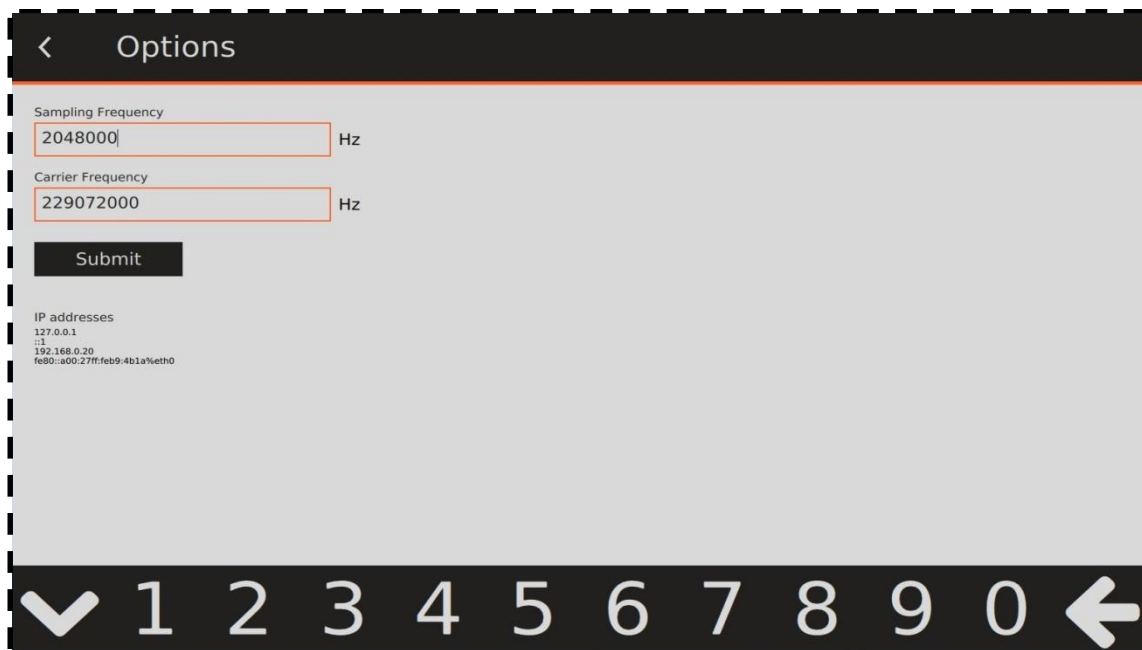 Options
Sampling Frequency
2048000 Hz
Carrier Frequency
229072000 Hz
Submit
IP addresses
127.0.0.1
::1
192.168.0.20
fe80::a00:27ff:feb9:4b1a%eth0
1 2 3 4 5 6 7 8 9 0